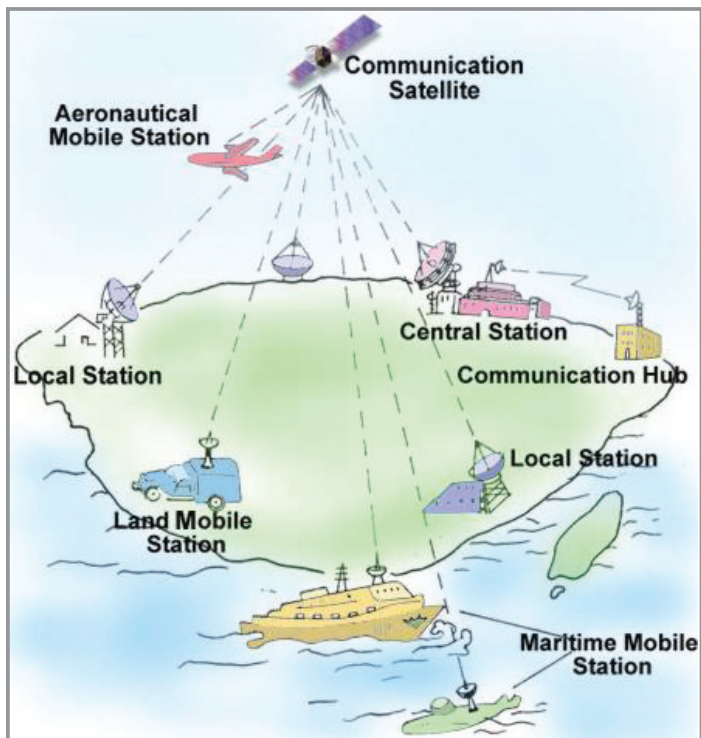 Communication
Satellite
Aeronautical
Mobile Station
Central Station
Local Station
Communication Hub
Local Station
Land Mobile
Station
Maritime Mobile
Station